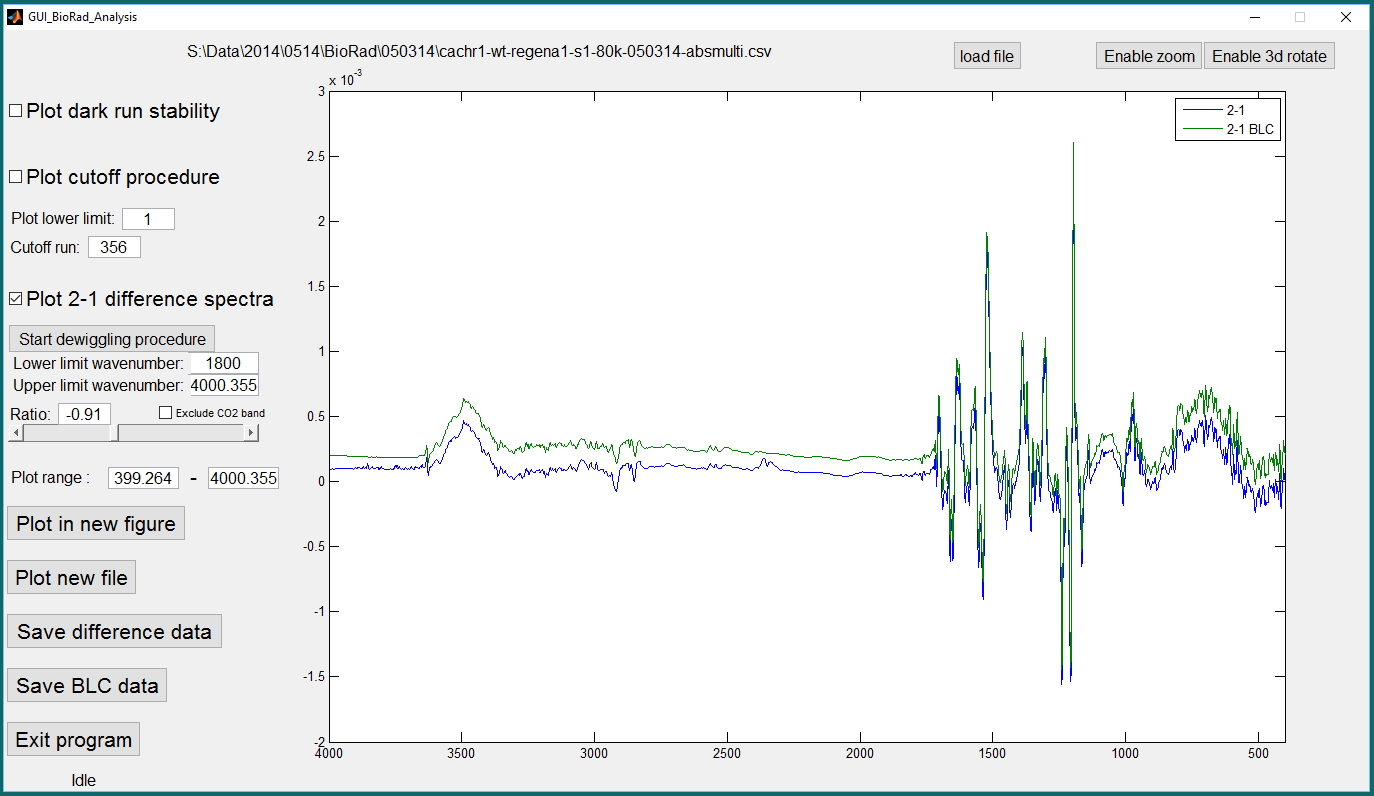 GUI_BioRad_Analysis
S:\Data\2014\0514\BioRad\050314\cachr1-wt-regena1-s1-80k-050314-absmulti.csv
load file
Enable zoom
Enable 3d rotate
Plot dark run stability
Plot cutoff procedure
Plot lower limit: 1
Cutoff run: 356
Plot 2-1 difference spectra
Start dewiggling procedure
Lower limit wavenumber: 1800
Upper limit wavenumber: 4000.355
Ratio: -0.91
Exclude CO2 band
Plot range : 399.264 - 4000.355
Plot in new figure
Plot new file
Save difference data
Save BLC data
Exit program
Idle
x 10^-3
3
2.5
2
1.5
1
0.5
0
-0.5
-1
-1.5
-2
4000 3500 3000 2500 2000 1500 1000 500
2-1
2-1 BLC